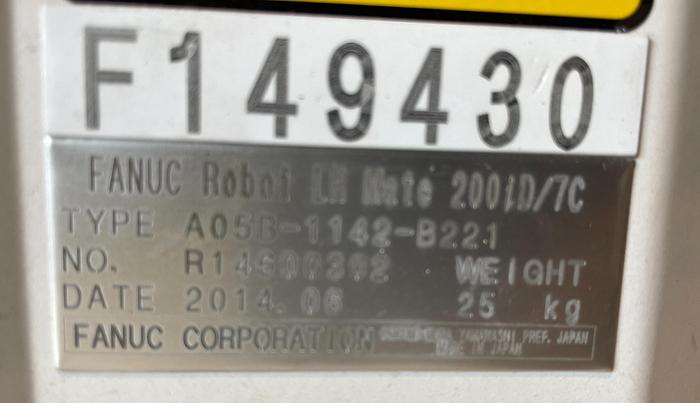 F149430
FANUC Robot LR Mate 200iD/7C
TYPE A05B-1142-B221
NO. WEIGHT
DATE 2014.06 25 kg
FANUC CORPORATION YAMANASHI PREF. JAPAN
MADE IN JAPAN